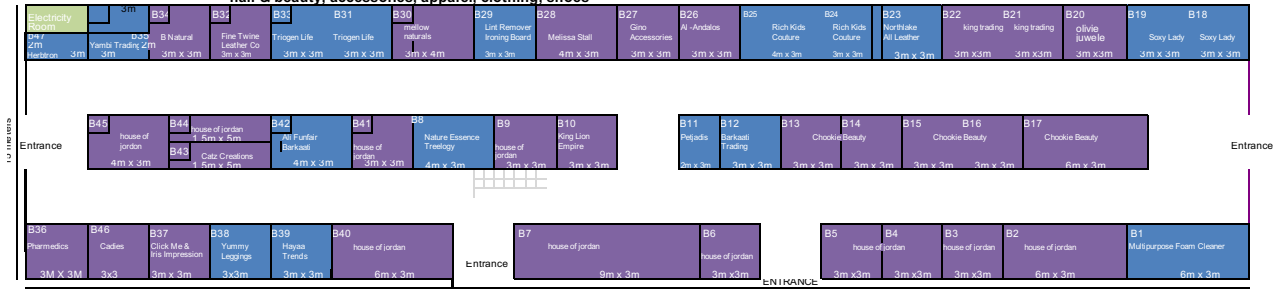 hair & beauty, accessories, apparel, clothing, shoes
Electricity
Room
3m
B34
B32
B33
B31
B30
B29
B28
B27
B26
B25
B24
B23
B22
B21
B20
B19
B18
B47
2m
Herbtron
3m
B35
Yambi Trading
2m
3m
B Natural
3m x 3m
Fine Twine
Leather Co
3m x 3m
Triogen Life
3m x 3m
Triogen Life
3m x 3m
mellow
naturals
3m x 4m
Lint Remover
Ironing Board
3m x 3m
Melissa Stall
4m x 3m
Gino
Accessories
3m x 3m
Al -Andalos
3m x 3m
Rich Kids
Couture
4m x 3m
Rich Kids
Couture
3m x 3m
Northlake
All Leather
3m x 3m
king trading
3m x3m
king trading
3m x3m
olivie
juwele
3m x3m
Soxy Lady
3m x 3m
Soxy Lady
3m x 3m
Entrance
B45
house of
jordon
4m x 3m
B44
house of jordan
1.5m x 5m
B43
Catz Creations
1.5m x 5m
B42
Ali Funfair
Barkaati
4m x 3m
B41
house of
jordan
3m x 3m
B8
Nature Essence
Treelogy
4m x 3m
B9
house of
jordan
3m x 3m
B10
King Lion
Empire
3m x 3m
B11
Peljadis
2m x 3m
B12
Barkaati
Trading
3m x 3m
B13
B14
Chookie Beauty
3m x 3m
3m x 3m
B15
B16
Chookie Beauty
3m x 3m
3m x 3m
B17
Chookie Beauty
6m x 3m
Entrance
B36
Pharmedics
3M X 3M
B46
Cadies
3x3
B37
Click Me &
Iris Impression
3m x 3m
B38
Yummy
Leggings
3x3m
B39
Hayaa
Trends
3m x 3m
B40
house of jordan
6m x 3m
Entrance
B7
house of jordan
9m x 3m
B6
house of jordan
3m x3m
ENTRANCE
B5
B4
house of jordan
3m x3m
3m x3m
B3
house of jordan
3m x3m
B2
house of jordan
6m x 3m
B1
Multipurpose Foam Cleaner
6m x 3m